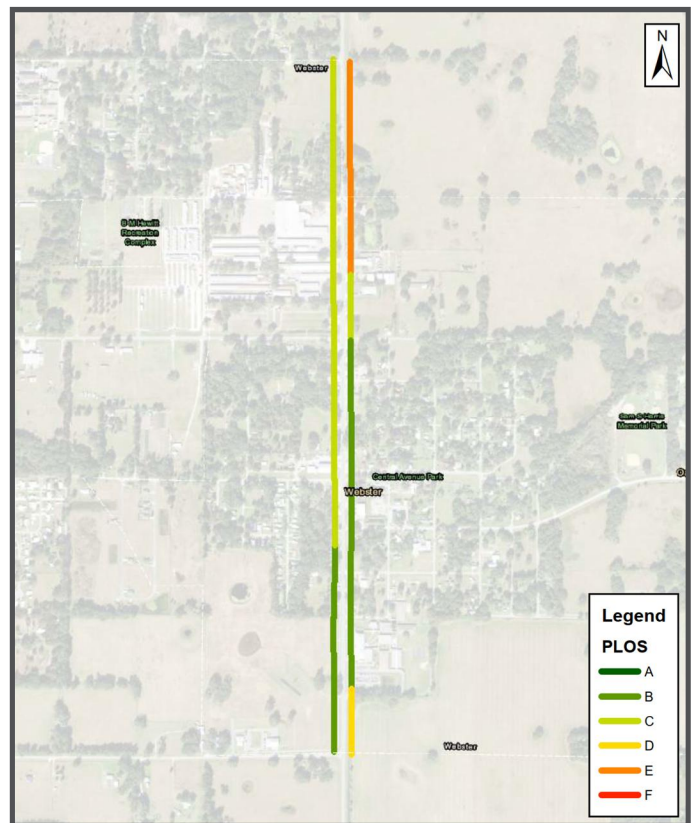 N
Webster
B M Hewitt
Recreation
Complex
Sam B Harris
Memorial Park
Central Avenue Park
Webster
Webster
Legend
PLOS
A
B
C
D
E
F